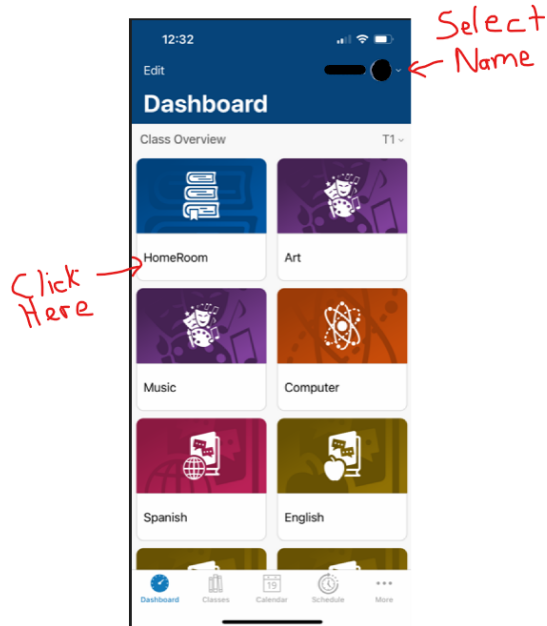 Select
Name
12:32
Edit
Dashboard
Class Overview
T1
HomeRoom
Art
Click
Here
Music
Computer
Spanish
English
19
Dashboard
Classes
Calendar
Schedule
More